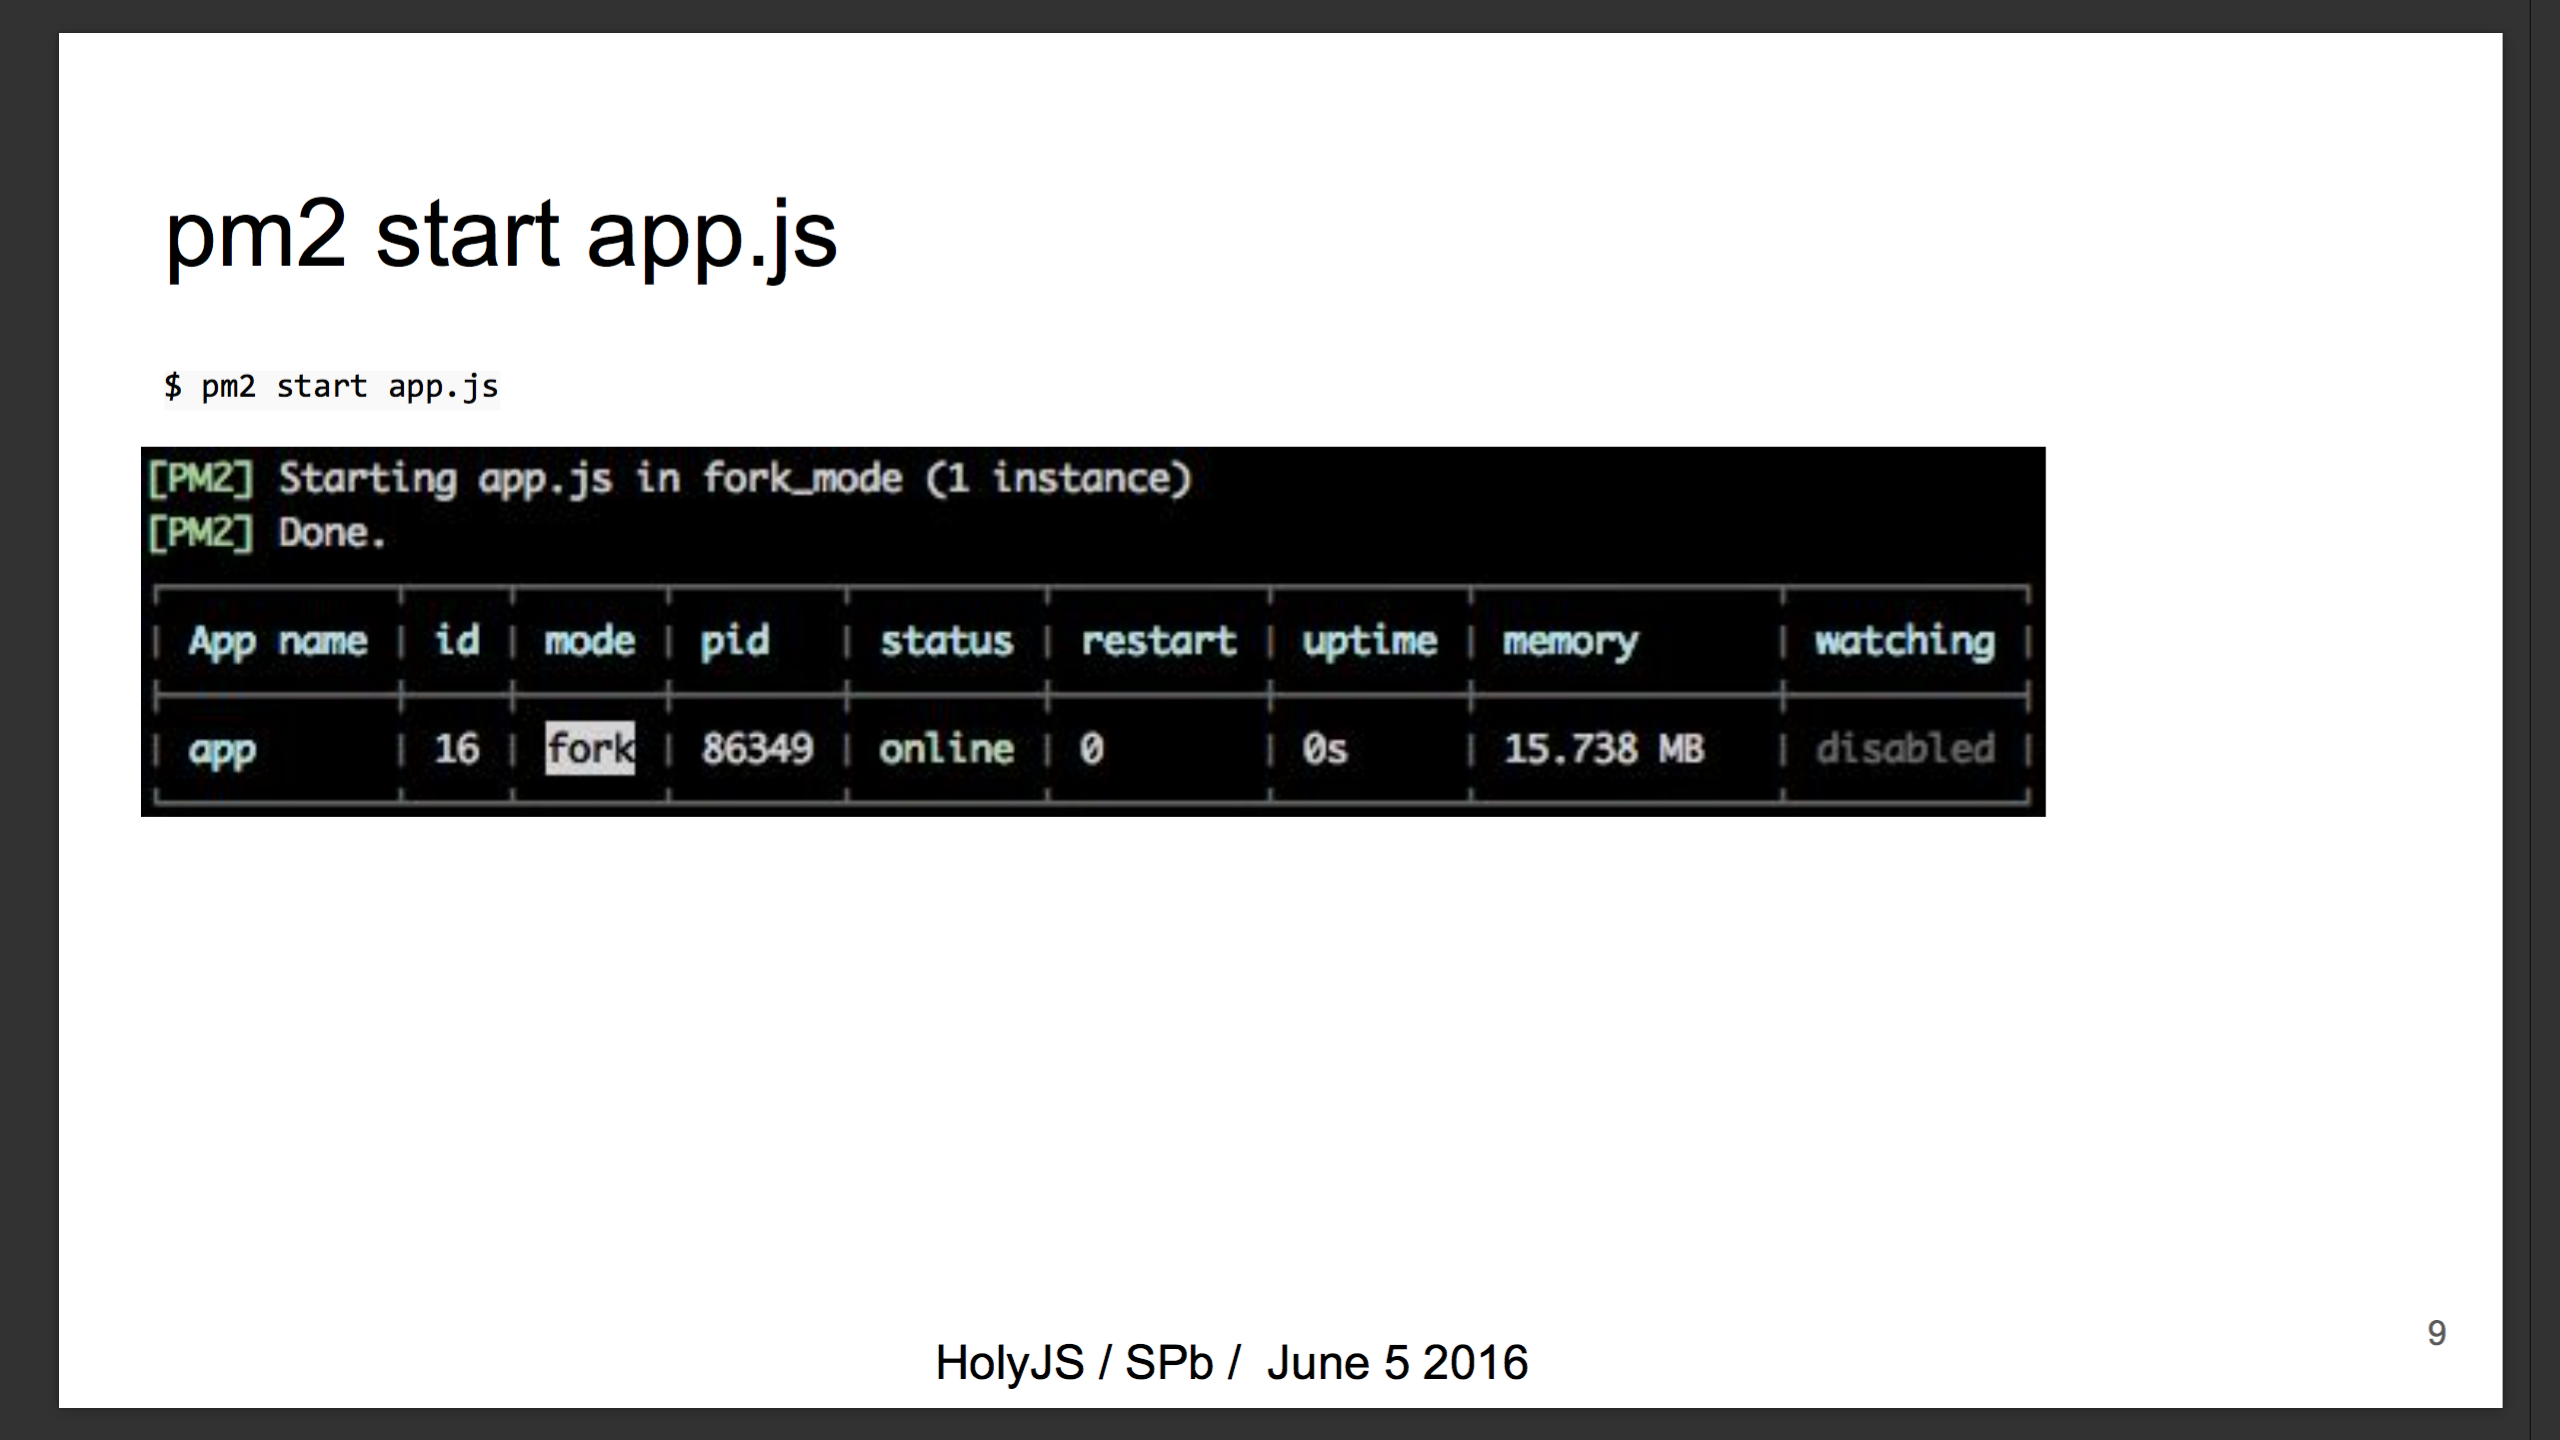 pm2 start app.js
$ pm2 start app.js
[PM2] Starting app.js in fork_mode (1 instance)
[PM2] Done.
App name | id | mode | pid | status | restart | uptime | memory | watching
app | 16 | fork | 86349 | online | 0 | 0s | 15.738 MB | disabled
9
HolyJS / SPb / June 5 2016